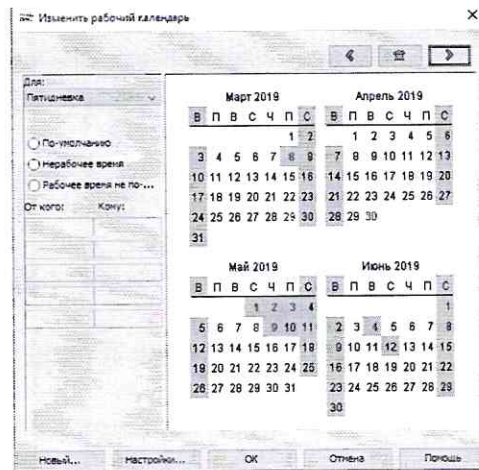 Изменить рабочий календарь
Для:
Пятидневка
По-умолчанию
Нерабочее время
Рабочее время не по-...
От кого: Кому:
Март 2019
В П В С Ч П С
1 2
3 4 5 6 7 8 9
10 11 12 13 14 15 16
17 18 19 20 21 22 23
24 25 26 27 28 29 30
31
Апрель 2019
В П В С Ч П С
1 2 3 4 5 6
7 8 9 10 11 12 13
14 15 16 17 18 19 20
21 22 23 24 25 26 27
28 29 30
Май 2019
В П В С Ч П С
1 2 3 4
5 6 7 8 9 10 11
12 13 14 15 16 17 18
19 20 21 22 23 24 25
26 27 28 29 30 31
Июнь 2019
В П В С Ч П С
1
2 3 4 5 6 7 8
9 10 11 12 13 14 15
16 17 18 19 20 21 22
23 24 25 26 27 28 29
30
Новый... Настройки... ОК Отмена Помощь